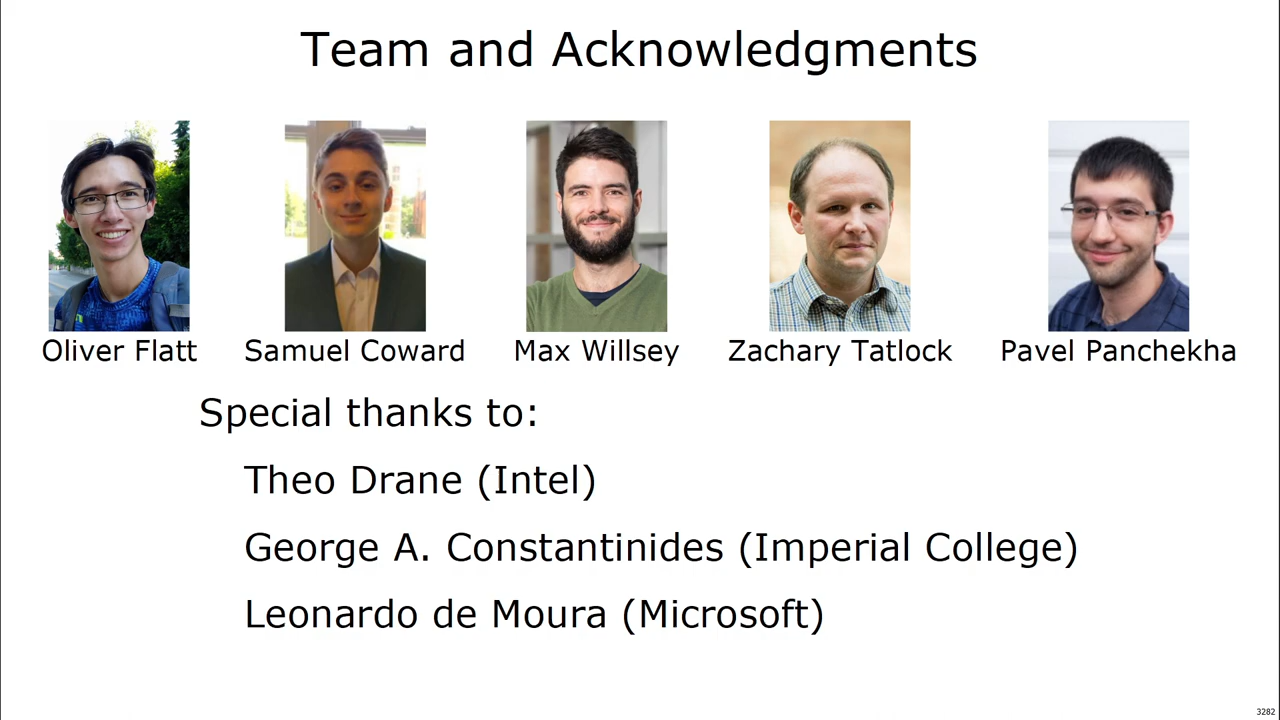 Team and Acknowledgments
Oliver Flatt
Samuel Coward
Max Willsey
Zachary Tatlock
Pavel Panchekha
Special thanks to:
Theo Drane (Intel)
George A. Constantinides (Imperial College)
Leonardo de Moura (Microsoft)
3282